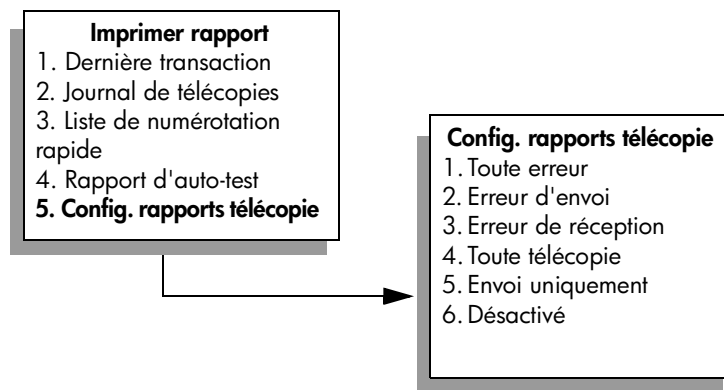 Imprimer rapport
1. Dernière transaction
2. Journal de télécopies
3. Liste de numérotation
rapide
4. Rapport d'auto-test
5. Config. rapports télécopie
Config. rapports télécopie
1. Toute erreur
2. Erreur d'envoi
3. Erreur de réception
4. Toute télécopie
5. Envoi uniquement
6. Désactivé